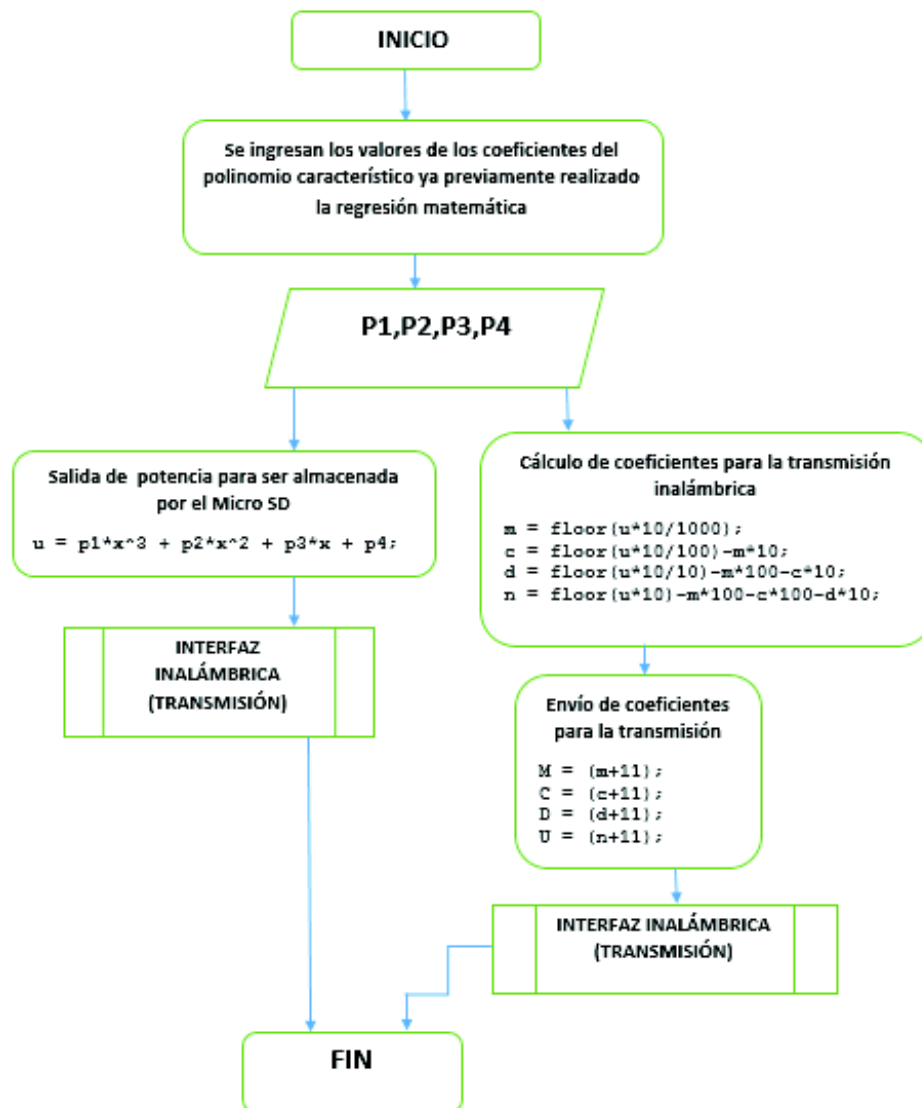 INICIO
Se ingresan los valores de los coeficientes del
polinomio característico ya previamente realizado
la regresión matemática
P1,P2,P3,P4
Salida de potencia para ser almacenada
por el Micro SD
u = p1*x^3 + p2*x^2 + p3*x + p4;
INTERFAZ
INALÁMBRICA
(TRANSMISIÓN)
Cálculo de coeficientes para la transmisión
inalámbrica
m = floor(u*10/1000);
c = floor(u*10/100)-m*10;
d = floor(u*10/10)-m*100-c*10;
n = floor(u*10)-m*100-c*100-d*10;
Envío de coeficientes
para la transmisión
M = (m+11);
C = (c+11);
D = (d+11);
U = (n+11);
INTERFAZ INALÁMBRICA
(TRANSMISIÓN)
FIN